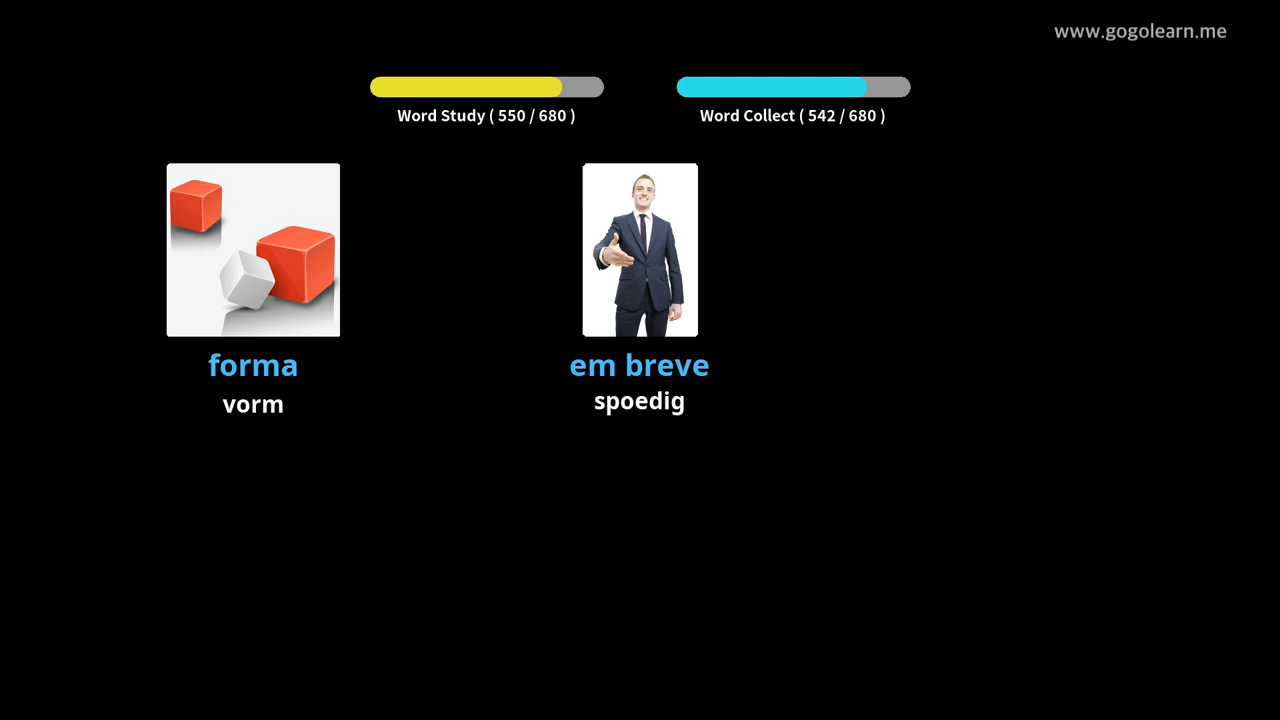 www.gogolearn.me
Word Study ( 550 / 680 )
Word Collect ( 542 / 680 )
forma
vorm
em breve
spoedig